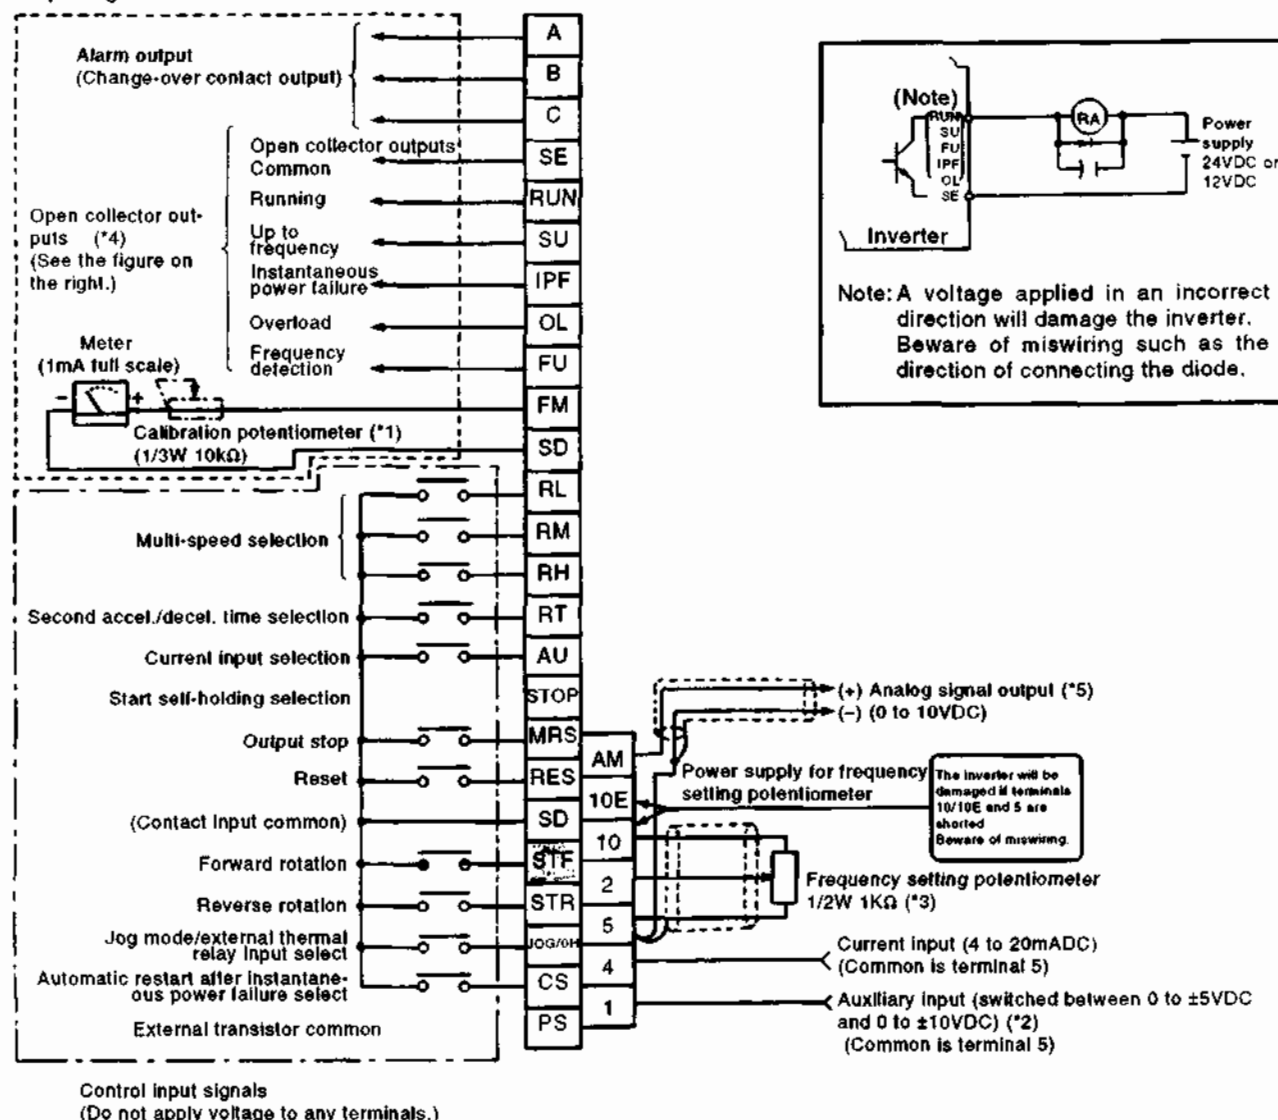 Alarm output
(Change-over contact output)
Open collector outputs
Common
Running
Open collector out-
puts (*4)
(See the figure on
the right.)
Up to
frequency
Instantaneous
power failure
Overload
Frequency
detection
Meter
(1mA full scale)
− +
Calibration potentiometer (*1)
(1/3W 10kΩ)
Multi-speed selection
Second accel./decel. time selection
Current input selection
Start self-holding selection
Output stop
Reset
(Contact input common)
Forward rotation
Reverse rotation
Jog mode/external thermal
relay input select
Automatic restart after instantane-
ous power failure select
External transistor common
Control input signals
(Do not apply voltage to any terminals.)
A
B
C
SE
RUN
SU
IPF
OL
FU
FM
SD
RL
RM
RH
RT
AU
STOP
MRS
RES
SD
STF
STR
JOG/OH
CS
PS
AM
10E
10
2
5
4
1
(Note)
RUN
SU
FU
IPF
OL
SE
Inverter
RA
Power
supply
24VDC or
12VDC
Note: A voltage applied in an incorrect
direction will damage the inverter.
Beware of miswiring such as the
direction of connecting the diode.
(+) Analog signal output (*5)
(−) (0 to 10VDC)
Power supply for frequency
setting potentiometer
The inverter will be
damaged if terminals
10/10E and 5 are
shorted
Beware of miswiring.
Frequency setting potentiometer
1/2W 1KΩ (*3)
Current input (4 to 20mADC)
(Common is terminal 5)
Auxiliary input (switched between 0 to ±5VDC
and 0 to ±10VDC) (*2)
(Common is terminal 5)